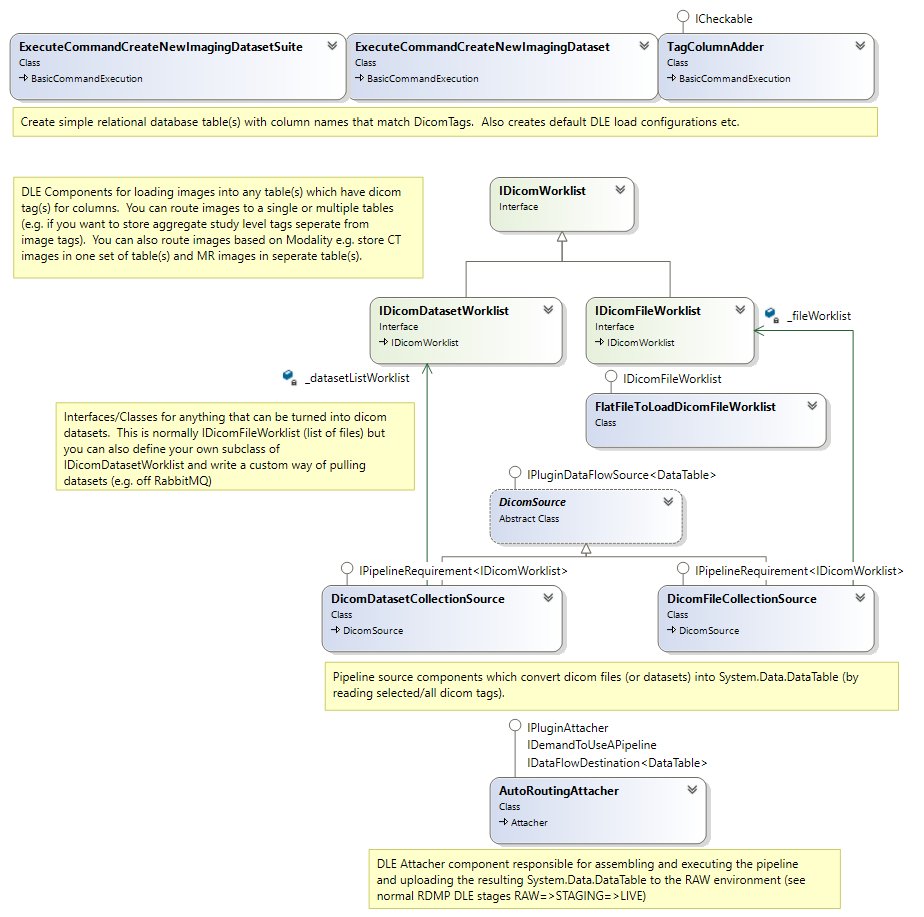 ICheckable
ExecuteCommandCreateNewImagingDatasetSuite
Class
BasicCommandExecution
ExecuteCommandCreateNewImagingDataset
Class
BasicCommandExecution
TagColumnAdder
Class
BasicCommandExecution
Create simple relational database table(s) with column names that match DicomTags.  Also creates default DLE load configurations etc.
DLE Components for loading images into any table(s) which have dicom
tag(s) for columns.  You can route images to a single or multiple tables
(e.g. if you want to store aggregate study level tags seperate from
image tags).  You can also route images based on Modality e.g. store CT
images in one set of table(s) and MR images in seperate table(s).
IDicomWorklist
Interface
IDicomDatasetWorklist
Interface
IDicomWorklist
IDicomFileWorklist
Interface
IDicomWorklist
_fileWorklist
_datasetListWorklist
IDicomFileWorklist
FlatFileToLoadDicomFileWorklist
Class
Interfaces/Classes for anything that can be turned into dicom
datasets.  This is normally IDicomFileWorklist (list of files) but
you can also define your own subclass of
IDicomDatasetWorklist and write a custom way of pulling
datasets (e.g. off RabbitMQ)
IPluginDataFlowSource<DataTable>
DicomSource
Abstract Class
IPipelineRequirement<IDicomWorklist>
DicomDatasetCollectionSource
Class
DicomSource
IPipelineRequirement<IDicomWorklist>
DicomFileCollectionSource
Class
DicomSource
Pipeline source components which convert dicom files (or datasets) into System.Data.DataTable (by
reading selected/all dicom tags).
IPluginAttacher
IDemandToUseAPipeline
IDataFlowDestination<DataTable>
AutoRoutingAttacher
Class
Attacher
DLE Attacher component responsible for assembling and executing the pipeline
and uploading the resulting System.Data.DataTable to the RAW environment (see
normal RDMP DLE stages RAW=>STAGING=>LIVE)